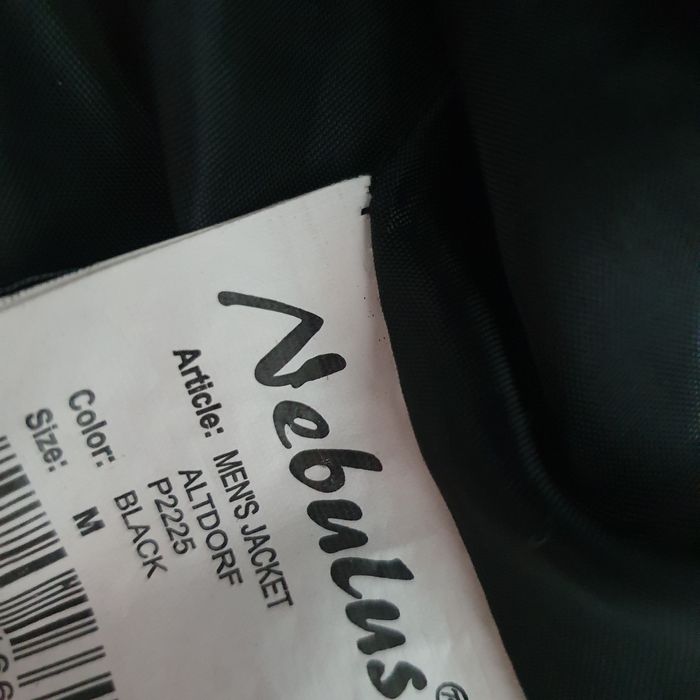 Nebulus®
Article: MEN'S JACKET
ALTDORF
P2225
Color: BLACK
Size: M